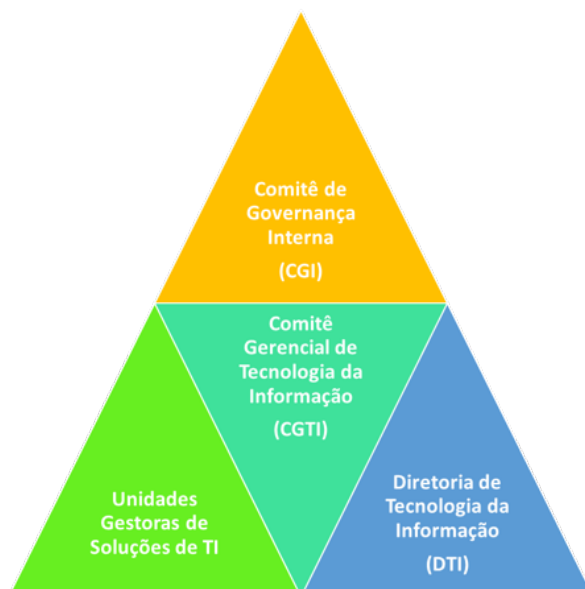 Comitê de
Governança
Interna
(CGI)
Comitê
Gerencial de
Tecnologia da
Informação
(CGTI)
Unidades
Gestoras de
Soluções de TI
Diretoria de
Tecnologia da
Informação
(DTI)